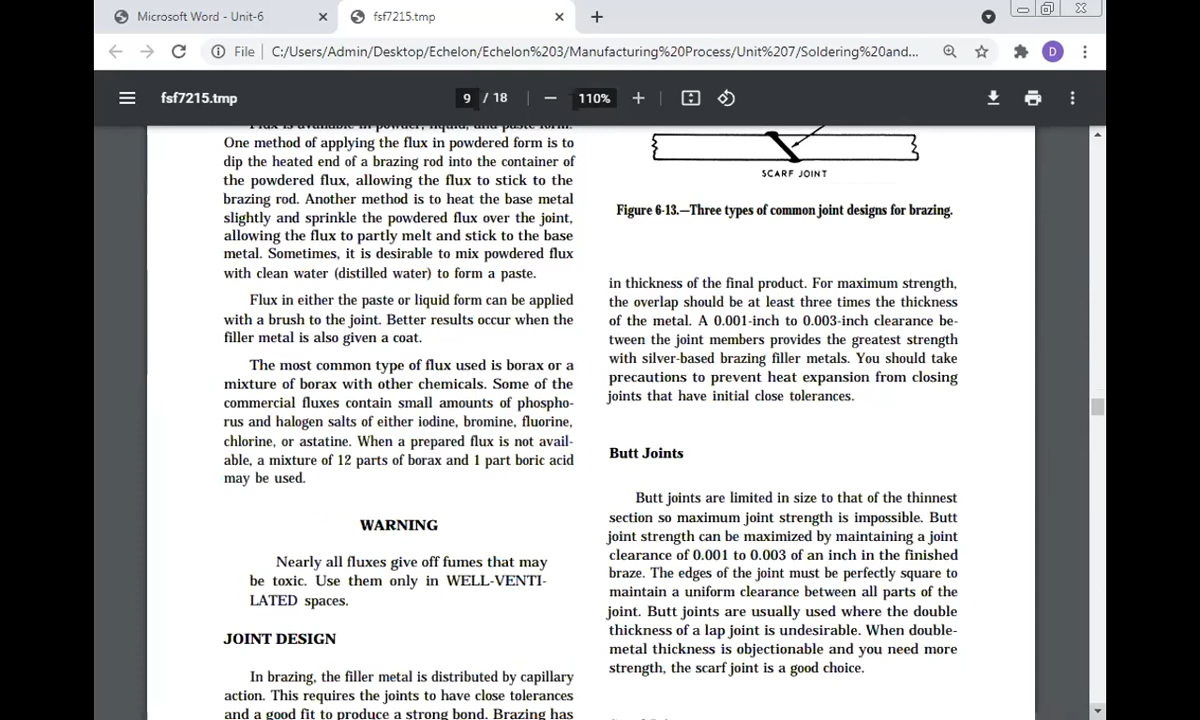 Microsoft Word - Unit-6
fsf7215.tmp
File
C:/Users/Admin/Desktop/Echelon/Echelon%203/Manufacturing%20Process/Unit%207/Soldering%20and...
D
fsf7215.tmp
9 / 18
110%
Flux is available in powder, liquid, and paste form.
One method of applying the flux in powdered form is to
dip the heated end of a brazing rod into the container of
the powdered flux, allowing the flux to stick to the
brazing rod. Another method is to heat the base metal
slightly and sprinkle the powdered flux over the joint,
allowing the flux to partly melt and stick to the base
metal. Sometimes, it is desirable to mix powdered flux
with clean water (distilled water) to form a paste.
Flux in either the paste or liquid form can be applied
with a brush to the joint. Better results occur when the
filler metal is also given a coat.
The most common type of flux used is borax or a
mixture of borax with other chemicals. Some of the
commercial fluxes contain small amounts of phospho-
rus and halogen salts of either iodine, bromine, fluorine,
chlorine, or astatine. When a prepared flux is not avail-
able, a mixture of 12 parts of borax and 1 part boric acid
may be used.
WARNING
Nearly all fluxes give off fumes that may
be toxic. Use them only in WELL-VENTI-
LATED spaces.
JOINT DESIGN
In brazing, the filler metal is distributed by capillary
action. This requires the joints to have close tolerances
and a good fit to produce a strong bond. Brazing has
SCARF JOINT
Figure 6-13.—Three types of common joint designs for brazing.
in thickness of the final product. For maximum strength,
the overlap should be at least three times the thickness
of the metal. A 0.001-inch to 0.003-inch clearance be-
tween the joint members provides the greatest strength
with silver-based brazing filler metals. You should take
precautions to prevent heat expansion from closing
joints that have initial close tolerances.
Butt Joints
Butt joints are limited in size to that of the thinnest
section so maximum joint strength is impossible. Butt
joint strength can be maximized by maintaining a joint
clearance of 0.001 to 0.003 of an inch in the finished
braze. The edges of the joint must be perfectly square to
maintain a uniform clearance between all parts of the
joint. Butt joints are usually used where the double
thickness of a lap joint is undesirable. When double-
metal thickness is objectionable and you need more
strength, the scarf joint is a good choice.